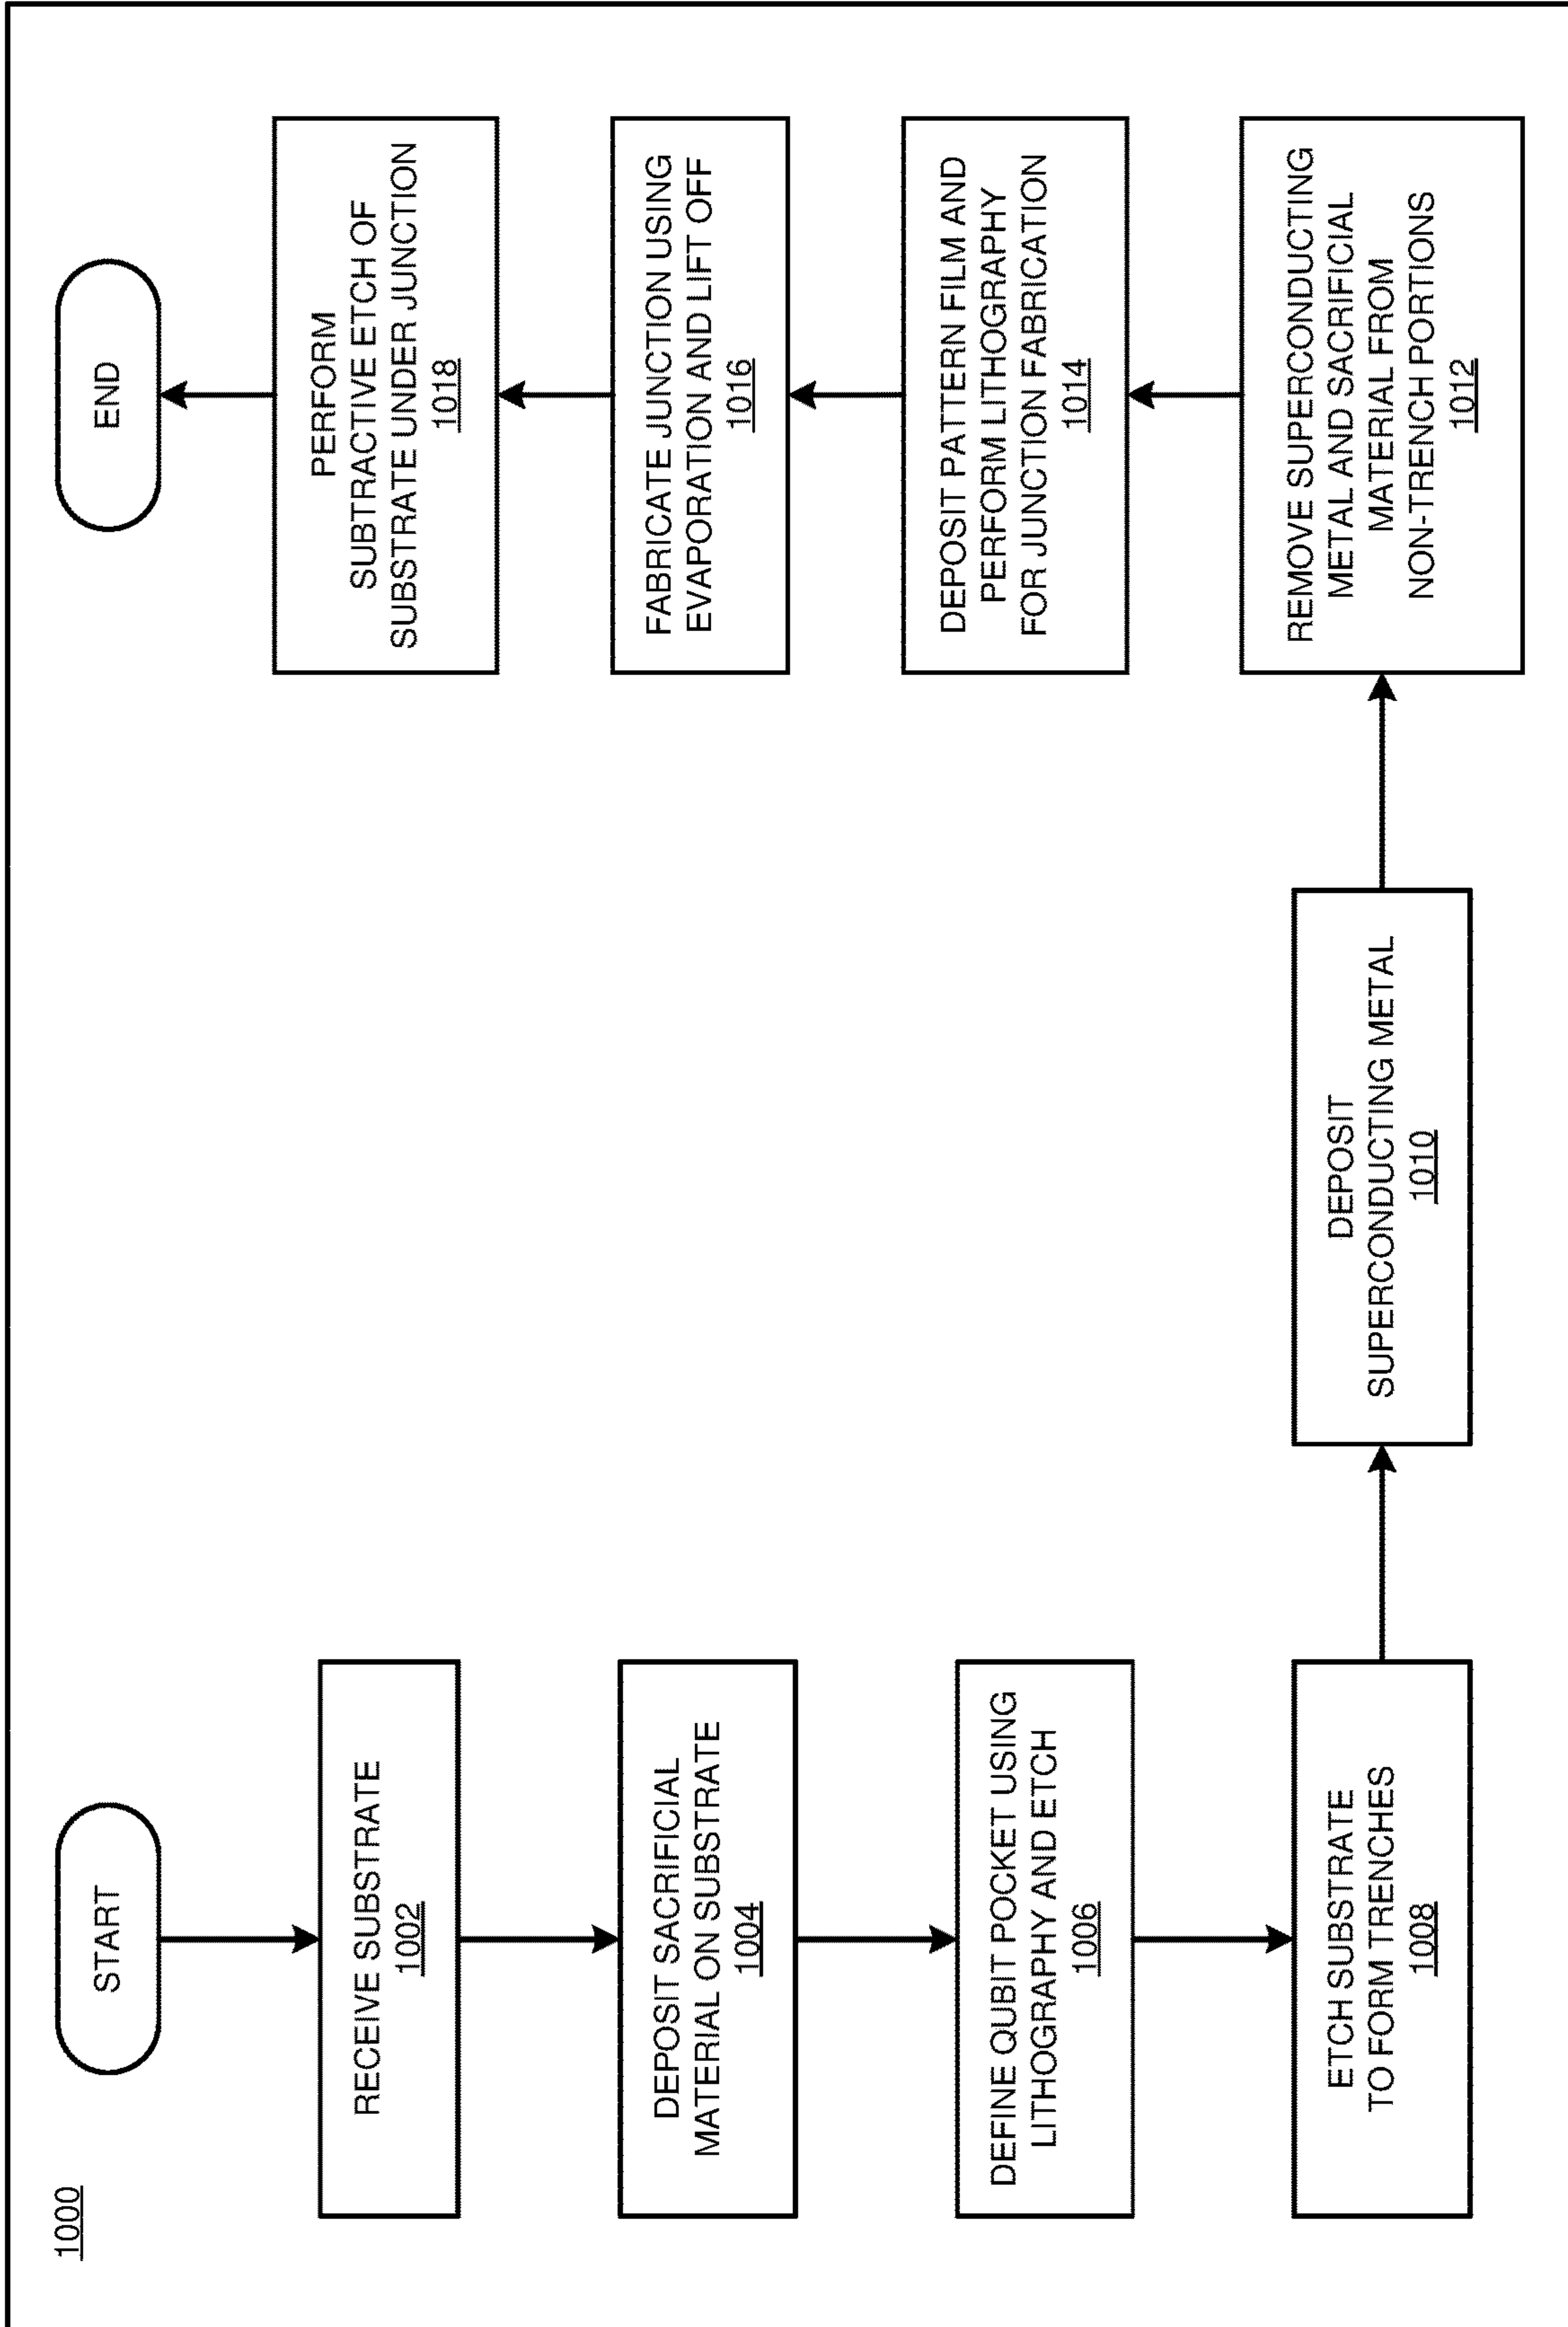 1000
START
RECEIVE SUBSTRATE
1002
DEPOSIT SACRIFICIAL
MATERIAL ON SUBSTRATE
1004
DEFINE QUBIT POCKET USING
LITHOGRAPHY AND ETCH
1006
ETCH SUBSTRATE
TO FORM TRENCHES
1008
DEPOSIT
SUPERCONDUCTING METAL
1010
REMOVE SUPERCONDUCTING
METAL AND SACRIFICIAL
MATERIAL FROM
NON-TRENCH PORTIONS
1012
DEPOSIT PATTERN FILM AND
PERFORM LITHOGRAPHY
FOR JUNCTION FABRICATION
1014
FABRICATE JUNCTION USING
EVAPORATION AND LIFT OFF
1016
PERFORM
SUBTRACTIVE ETCH OF
SUBSTRATE UNDER JUNCTION
1018
END